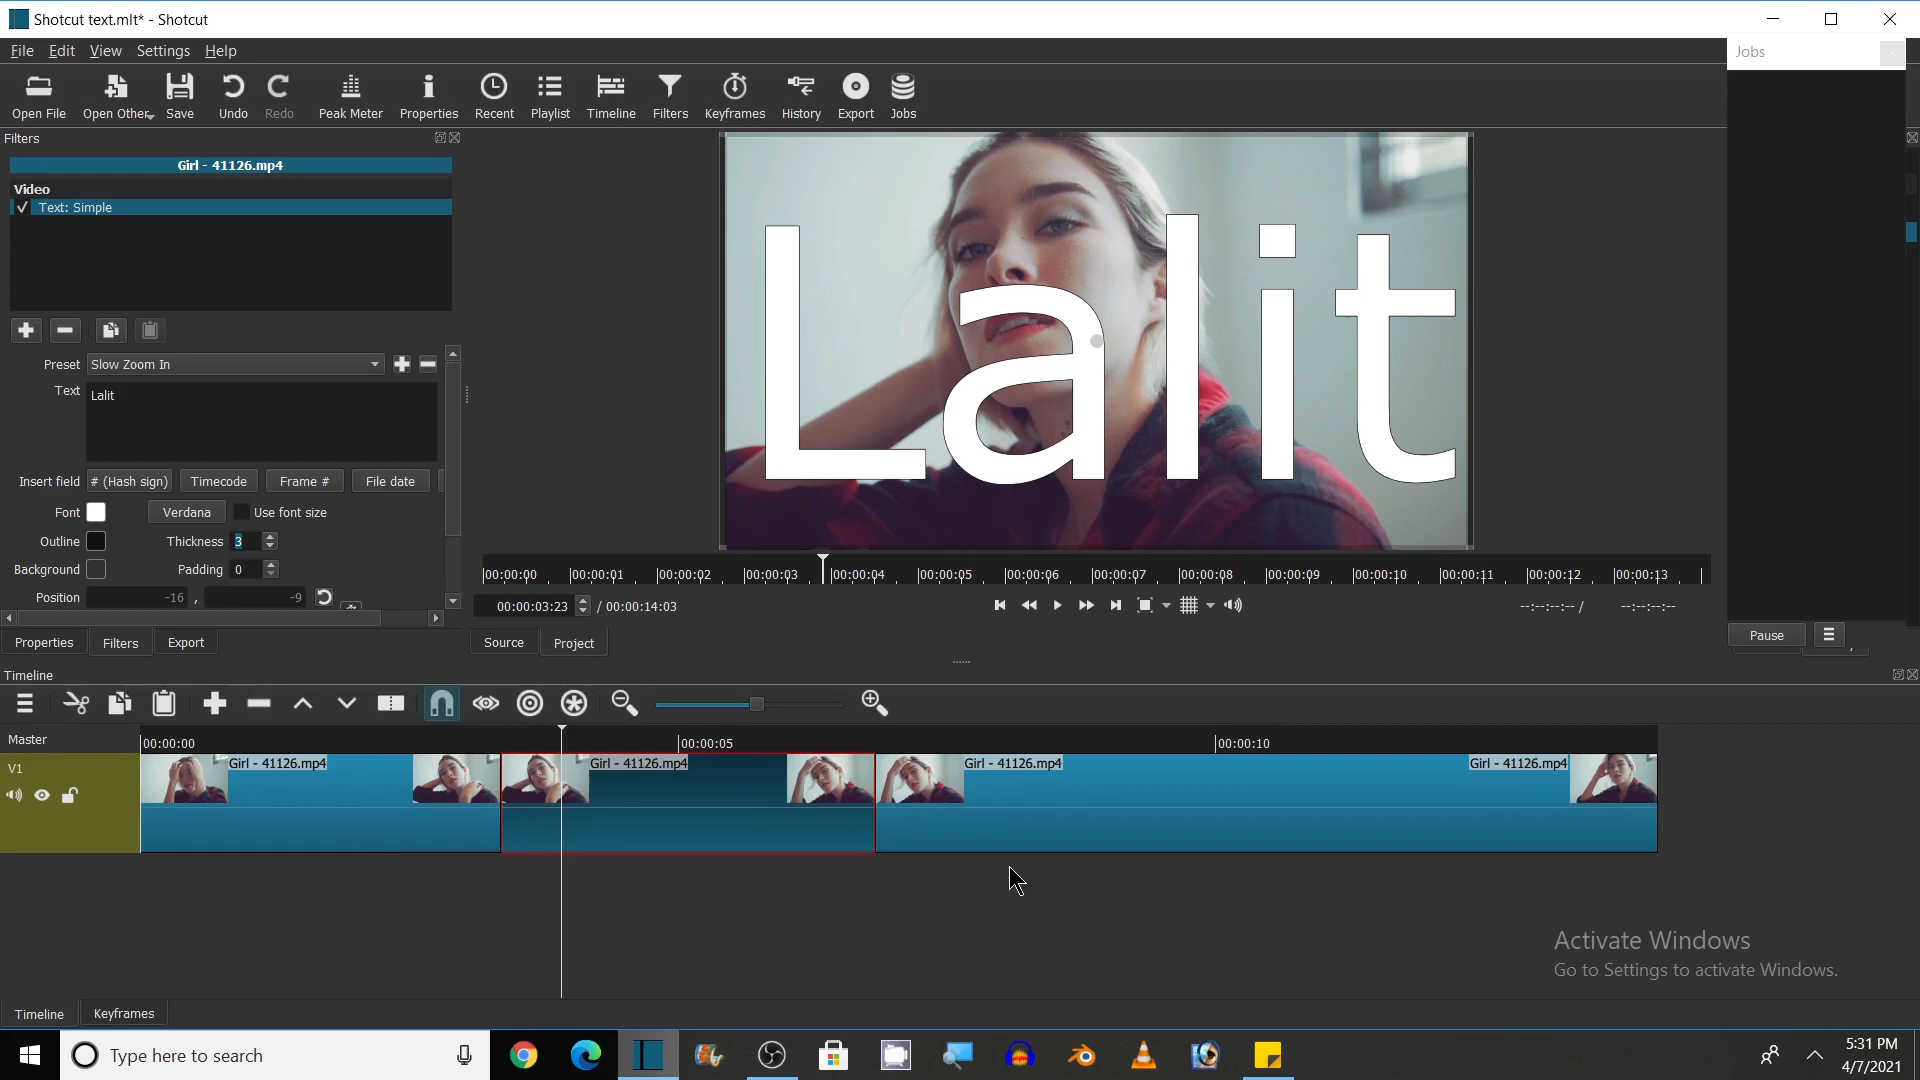 Shotcut text.mlt* - Shotcut
File Edit View Settings Help
Jobs
Open File Open Other Save Undo Redo Peak Meter Properties Recent Playlist Timeline Filters Keyframes History Export Jobs
Filters
Girl - 41126.mp4
Video
Text: Simple
Preset Slow Zoom In
Text Lalit
Lalit
Insert field # (Hash sign) Timecode Frame # File date
Font Verdana Use font size
Outline Thickness 3
Background Padding 0
Position -16 , -9
00:00:00 00:00:01 00:00:02 00:00:03 00:00:04 00:00:05 00:00:06 00:00:07 00:00:08 00:00:09 00:00:10 00:00:11 00:00:12 00:00:13
00:00:03:23 / 00:00:14:03 --:--:--:-- / --:--:--:--
Pause
Properties Filters Export Source Project
Timeline
Master 00:00:00 00:00:05 00:00:10
V1 Girl - 41126.mp4 Girl - 41126.mp4 Girl - 41126.mp4 Girl - 41126.mp4
Activate Windows
Go to Settings to activate Windows.
Timeline Keyframes
Type here to search
5:31 PM
4/7/2021